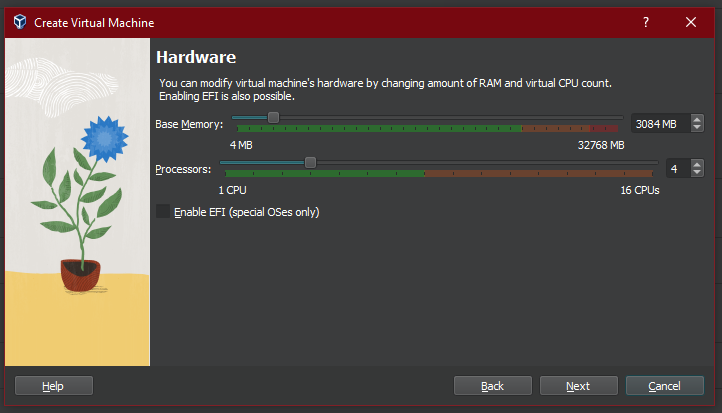 Create Virtual Machine
?
Hardware
You can modify virtual machine's hardware by changing amount of RAM and virtual CPU count.
Enabling EFI is also possible.
Base Memory:
3084 MB
4 MB
32768 MB
Processors:
4
1 CPU
16 CPUs
Enable EFI (special OSes only)
Help
Back
Next
Cancel